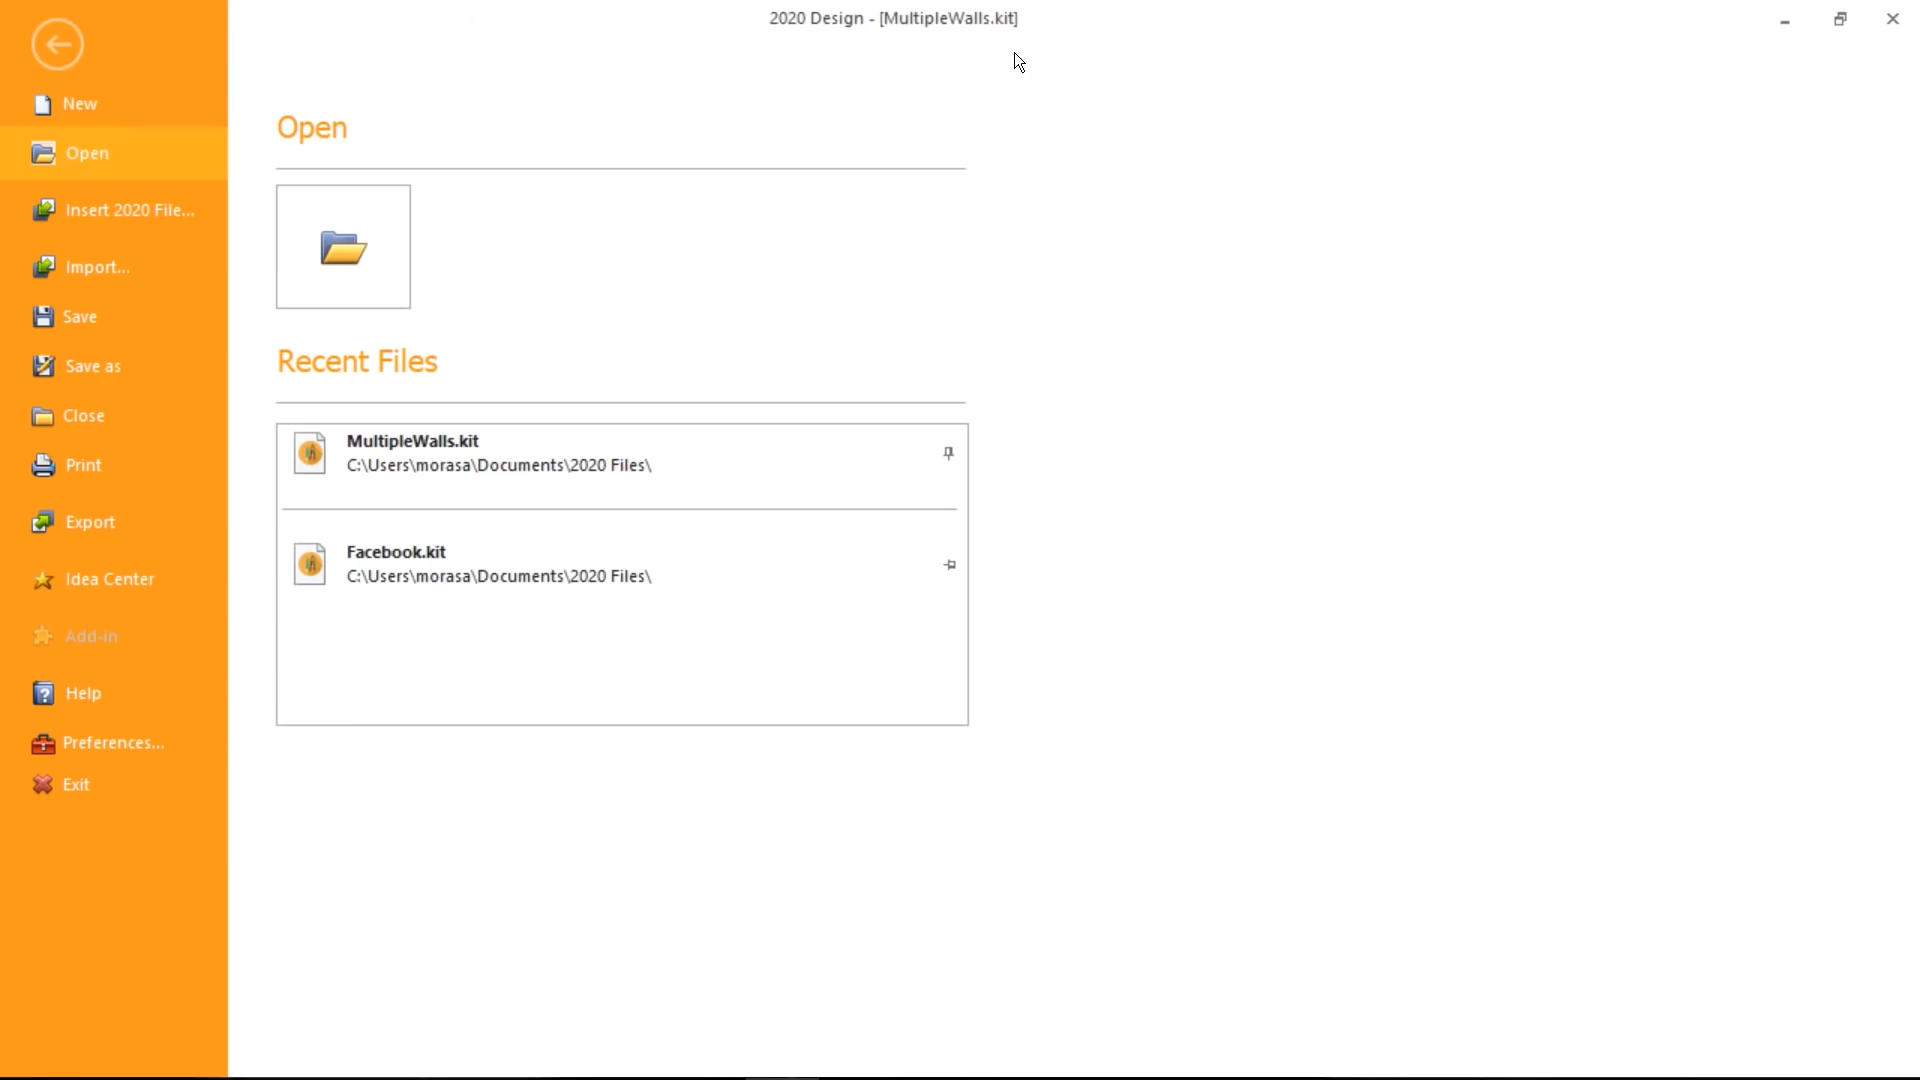 2020 Design - [MultipleWalls.kit]
New
Open
Insert 2020 File...
Import...
Save
Save as
Close
Print
Export
Idea Center
Add-in
Help
Preferences...
Exit
Open
Recent Files
MultipleWalls.kit
C:\Users\morasa\Documents\2020 Files\
Facebook.kit
C:\Users\morasa\Documents\2020 Files\